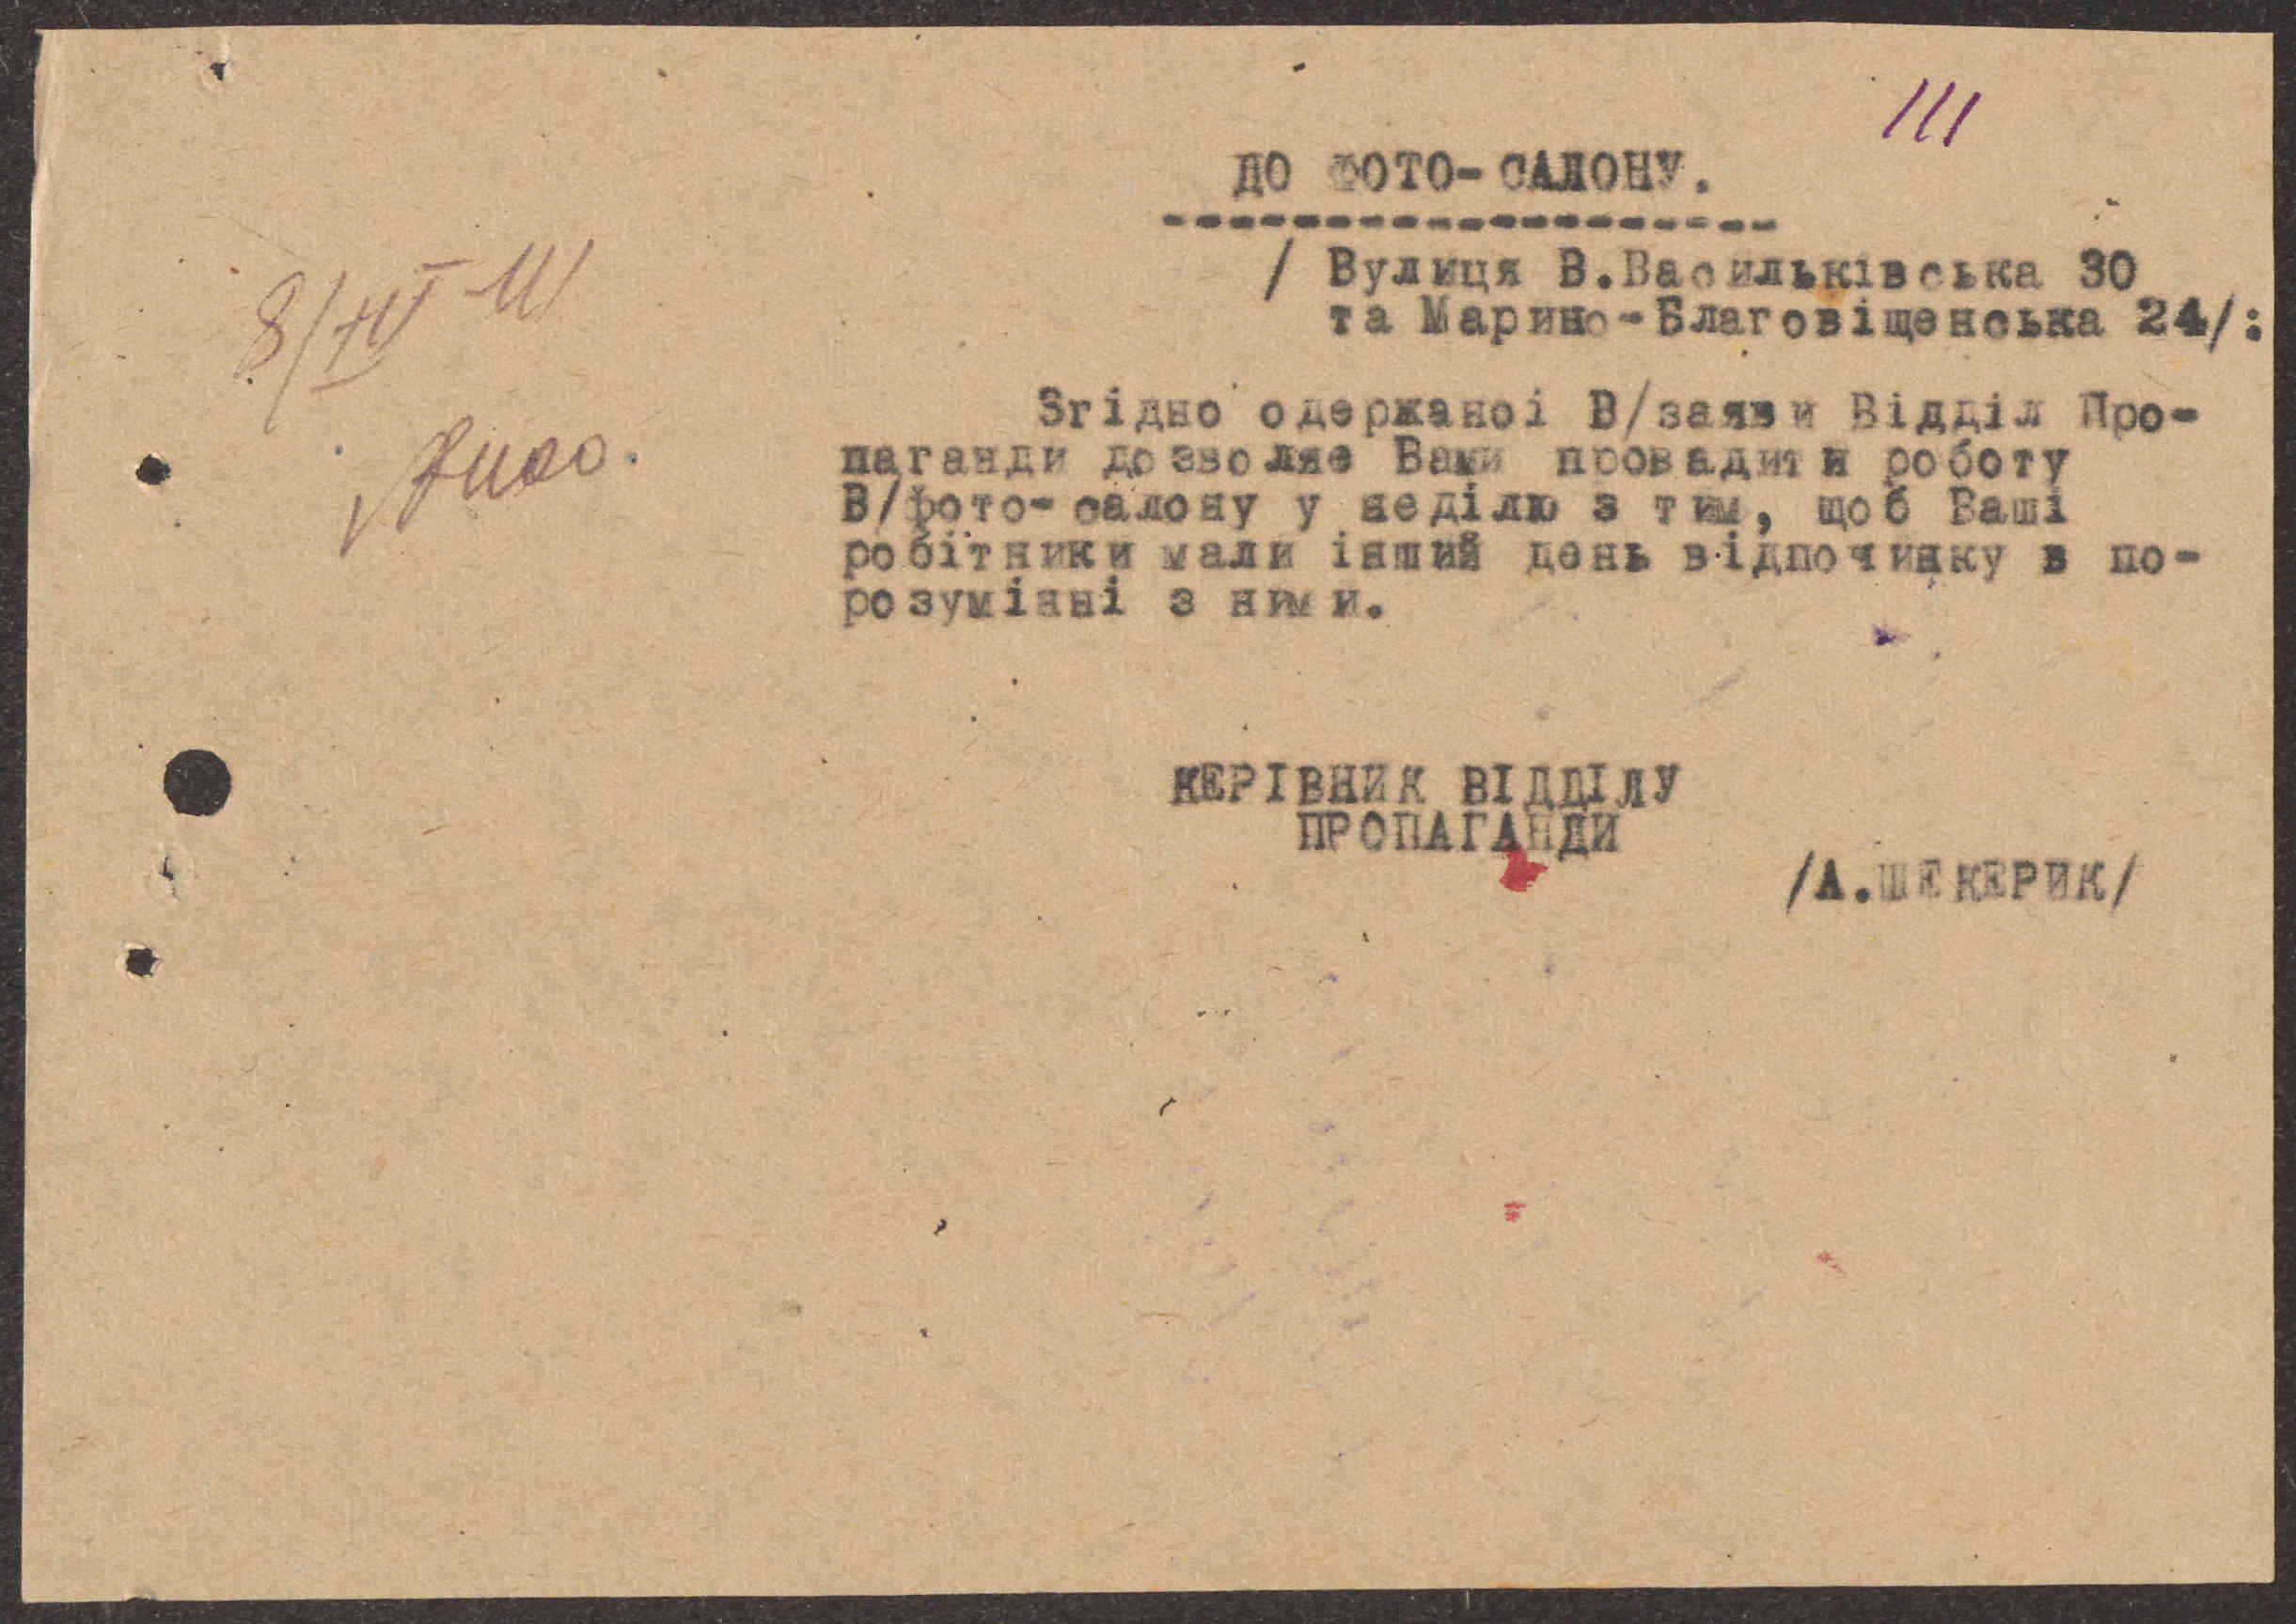 111
ДО ФОТО-САЛОНУ.
/ Вулиця В.Васильківська 30
та Марино-Благовіщенська 24/:
Згідно одержаної В/заяви Відділ Про-
паганди дозволяє Вами провадити роботу
В/фото-салону у неділю з тим, щоб Ваші
робітники мали інший день відпочинку в по-
розумінні з ними.
КЕРІВНИК ВІДДІЛУ
ПРОПАГАНДИ
/А.ШЕКЕРИК/